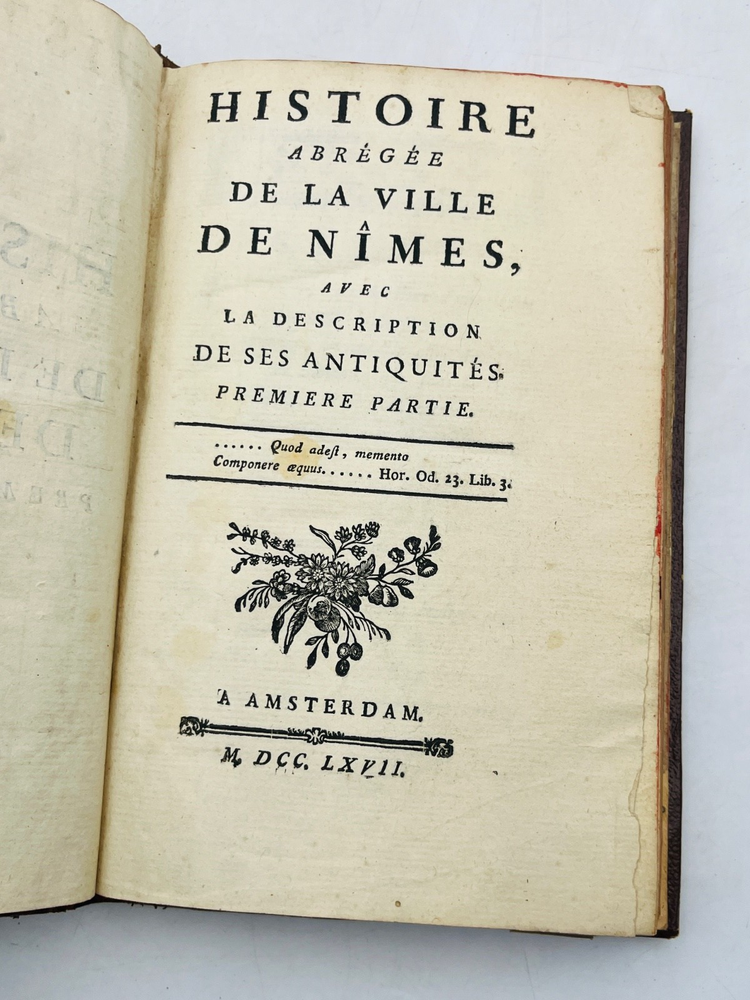 HISTOIRE
ABRÉGÉE
DE LA VILLE
DE NÎMES,
AVEC
LA DESCRIPTION
DE SES ANTIQUITÉS.
PREMIERE PARTIE.
...... Quod adeſt, memento
Componere æquus...... Hor. Od. 23. Lib. 3.
A AMSTERDAM.
M. DCC. LXVII.